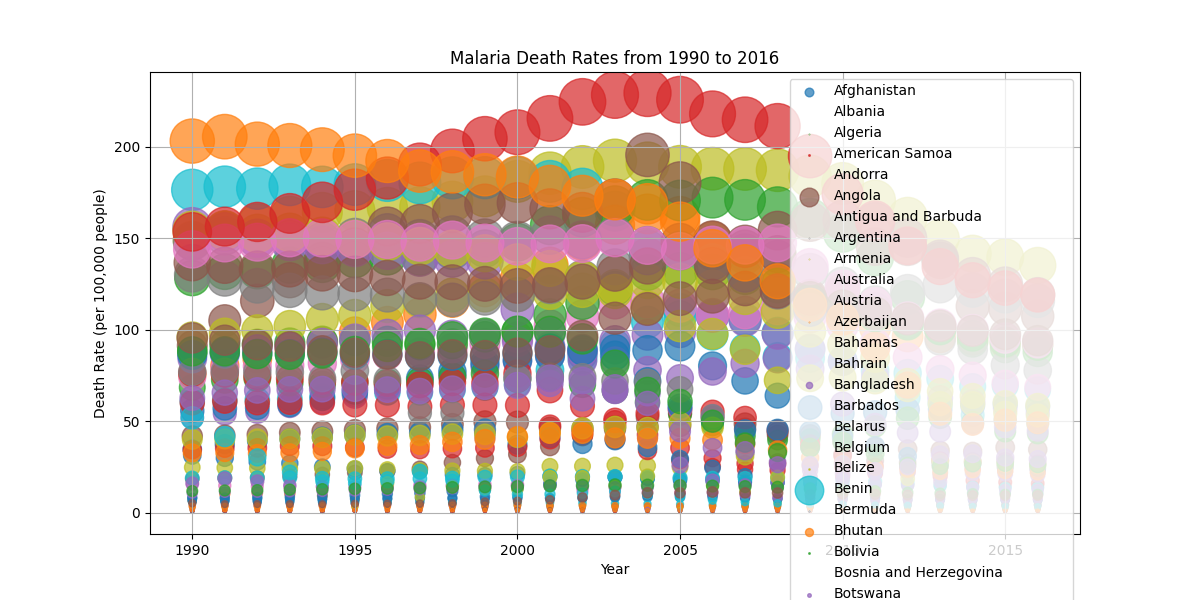 Malaria Death Rates from 1990 to 2016
Death Rate (per 100,000 people)
200
150
100
50
0
1990
1995
2000
2005
2015
Year
Afghanistan
Albania
Algeria
American Samoa
Andorra
Angola
Antigua and Barbuda
Argentina
Armenia
Australia
Austria
Azerbaijan
Bahamas
Bahrain
Bangladesh
Barbados
Belarus
Belgium
Belize
Benin
Bermuda
Bhutan
Bolivia
Bosnia and Herzegovina
Botswana